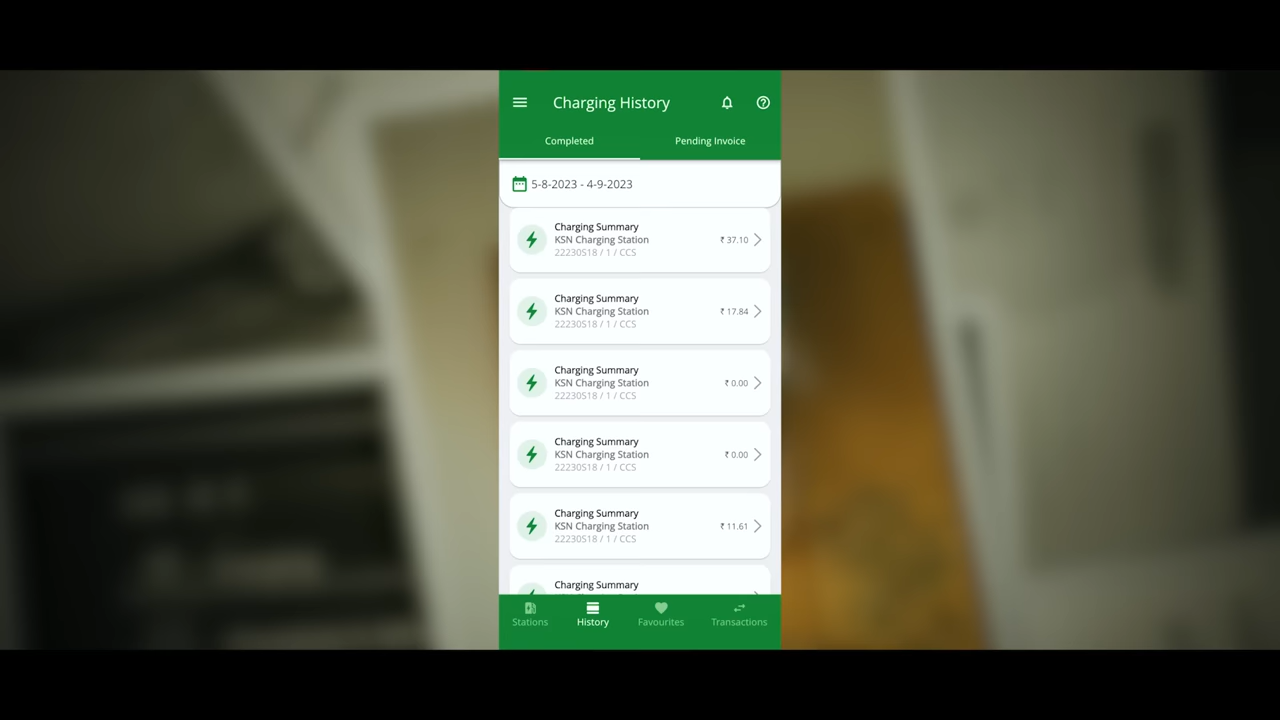 Charging History
Completed
Pending Invoice
5-8-2023 - 4-9-2023
Charging Summary
KSN Charging Station
₹ 37.10
22230S18 / 1 / CCS
Charging Summary
KSN Charging Station
₹ 17.84
22230S18 / 1 / CCS
Charging Summary
KSN Charging Station
₹ 0.00
22230S18 / 1 / CCS
Charging Summary
KSN Charging Station
₹ 0.00
22230S18 / 1 / CCS
Charging Summary
KSN Charging Station
₹ 11.61
22230S18 / 1 / CCS
Charging Summary
Stations
History
Favourites
Transactions